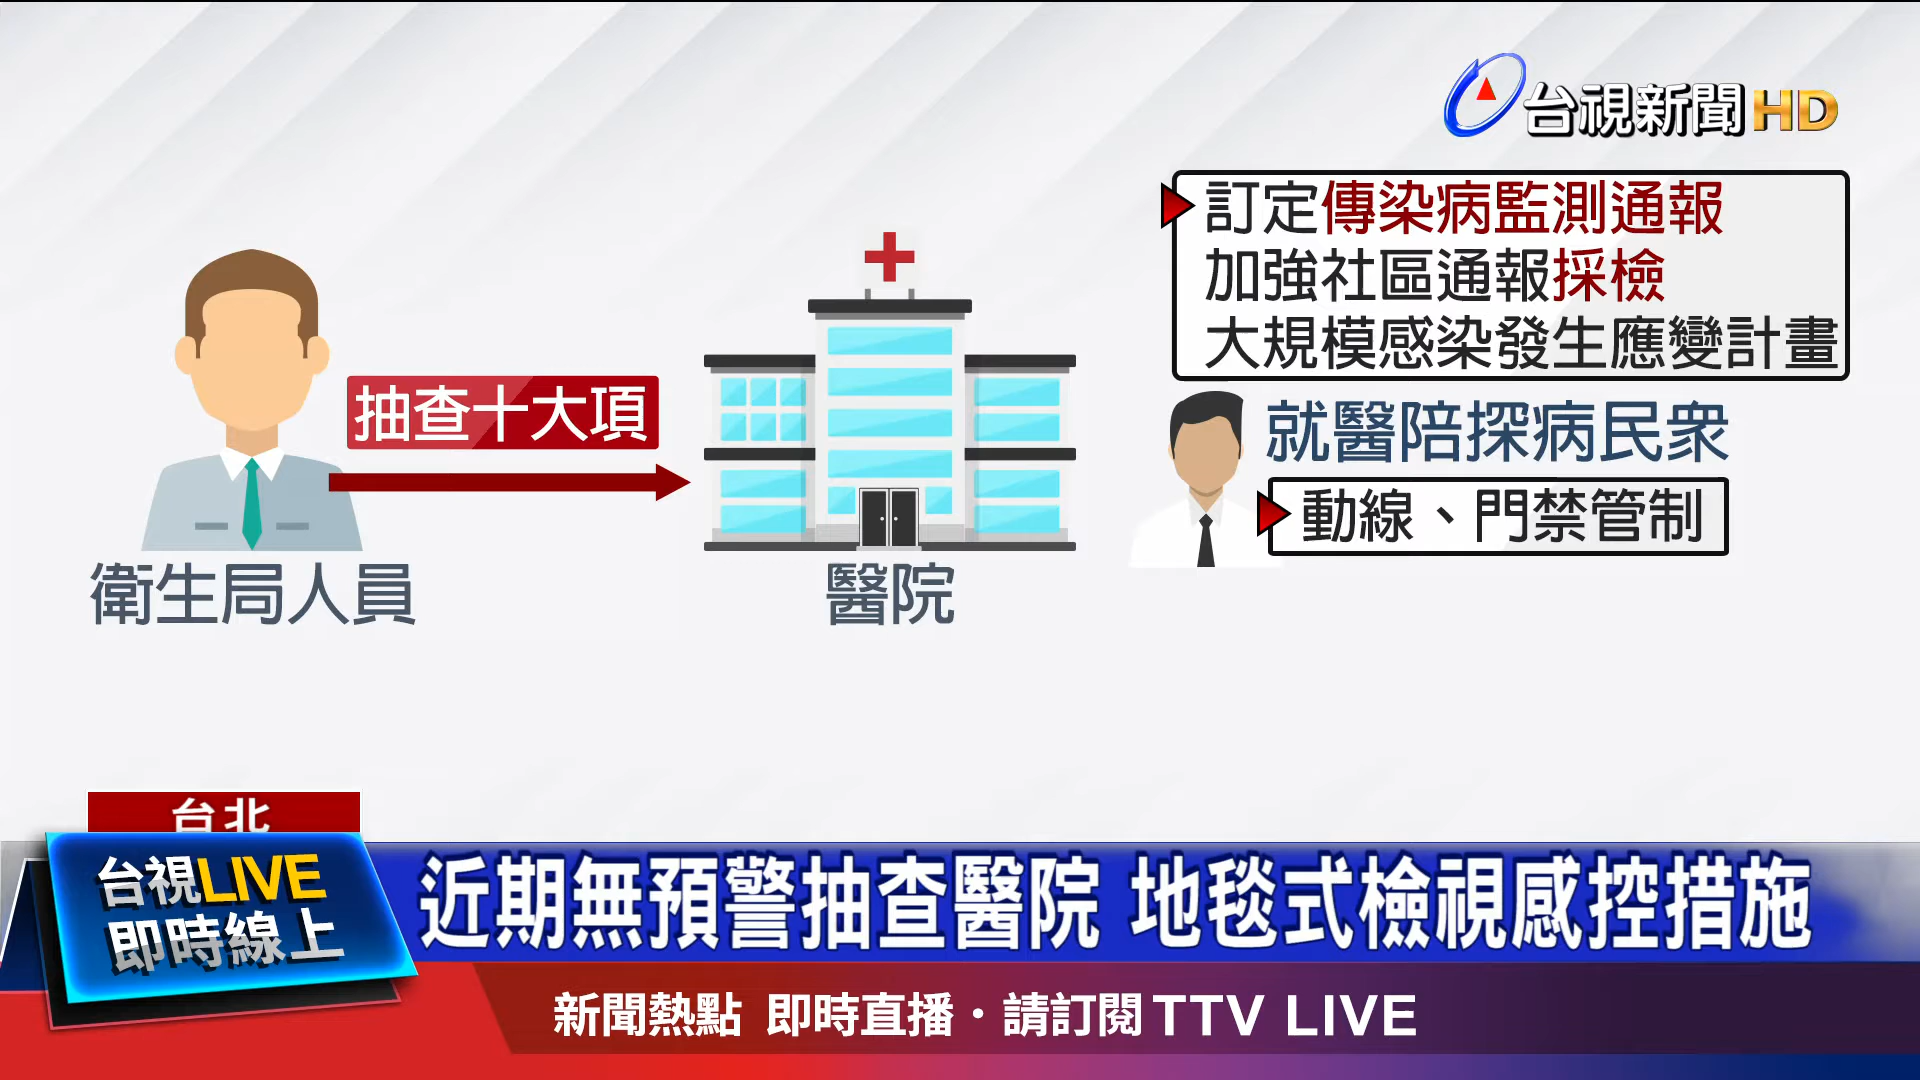 台視新聞HD
訂定傳染病監測通報
加強社區通報採檢
大規模感染發生應變計畫
抽查十大項
就醫陪探病民眾
動線、門禁管制
衛生局人員
醫院
台北
台視LIVE
即時線上
近期無預警抽查醫院 地毯式檢視感控措施
新聞熱點 即時直播・請訂閱TTV LIVE